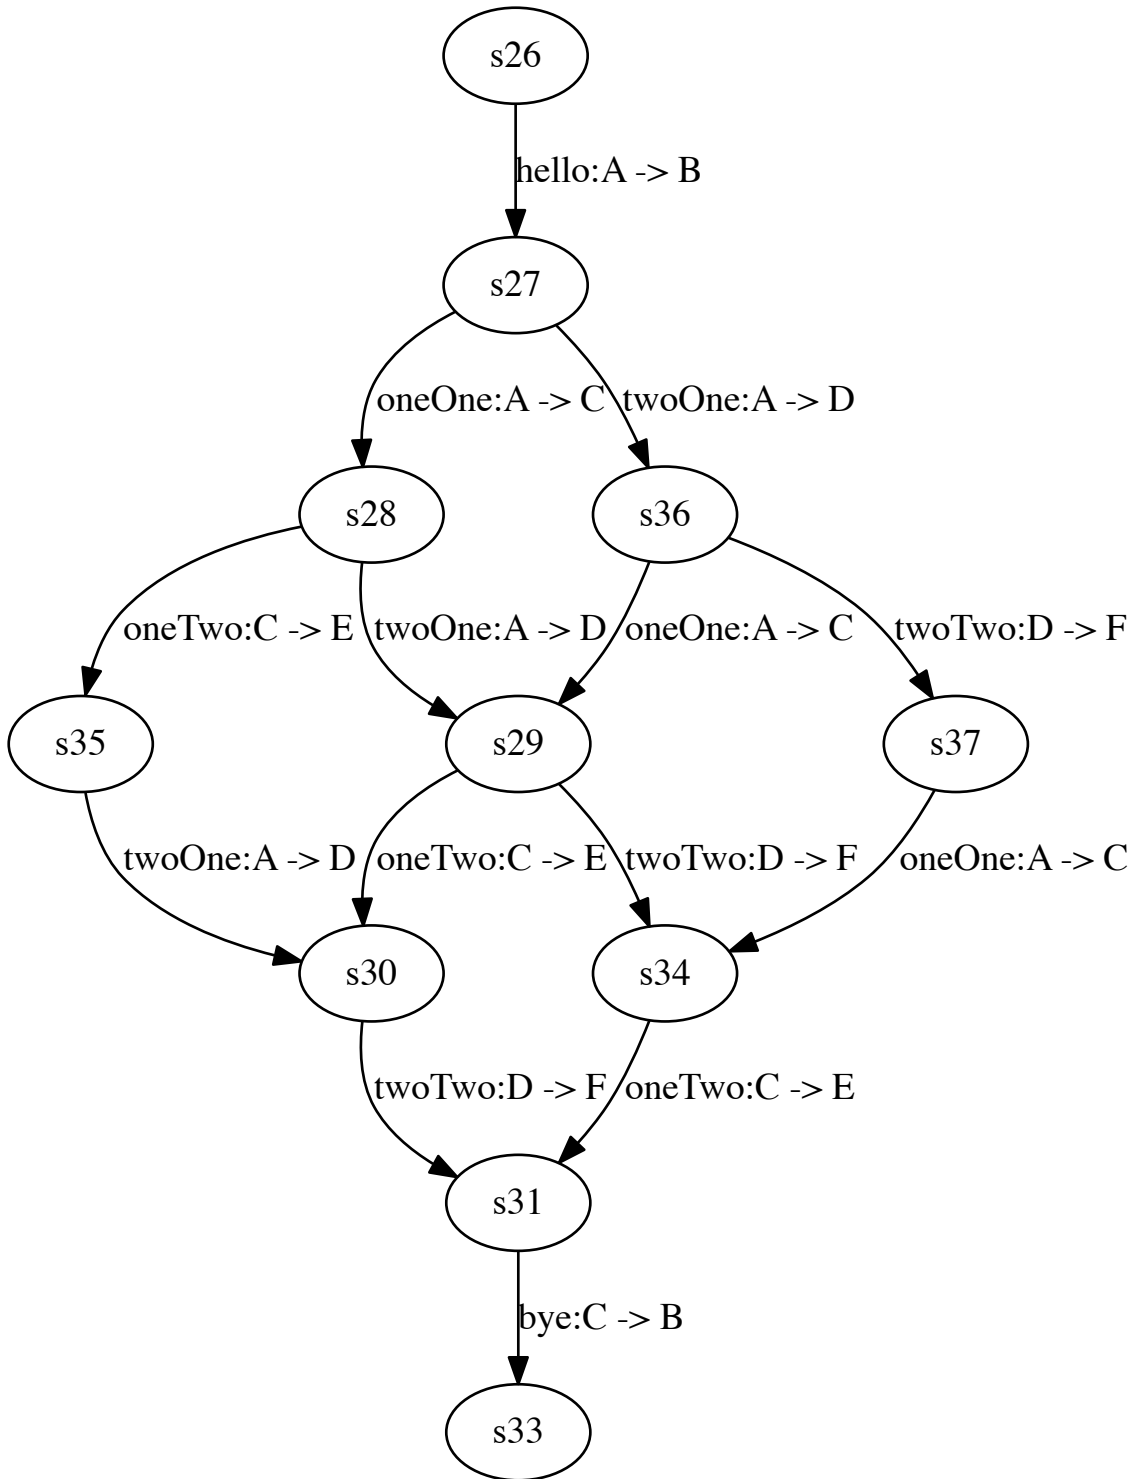 s26
hello:A -> B
s27
oneOne:A -> C
twoOne:A -> D
s28
s36
oneTwo:C -> E
twoOne:A -> D
oneOne:A -> C
twoTwo:D -> F
s35
s29
s37
twoOne:A -> D
oneTwo:C -> E
twoTwo:D -> F
oneOne:A -> C
s30
s34
twoTwo:D -> F
oneTwo:C -> E
s31
bye:C -> B
s33